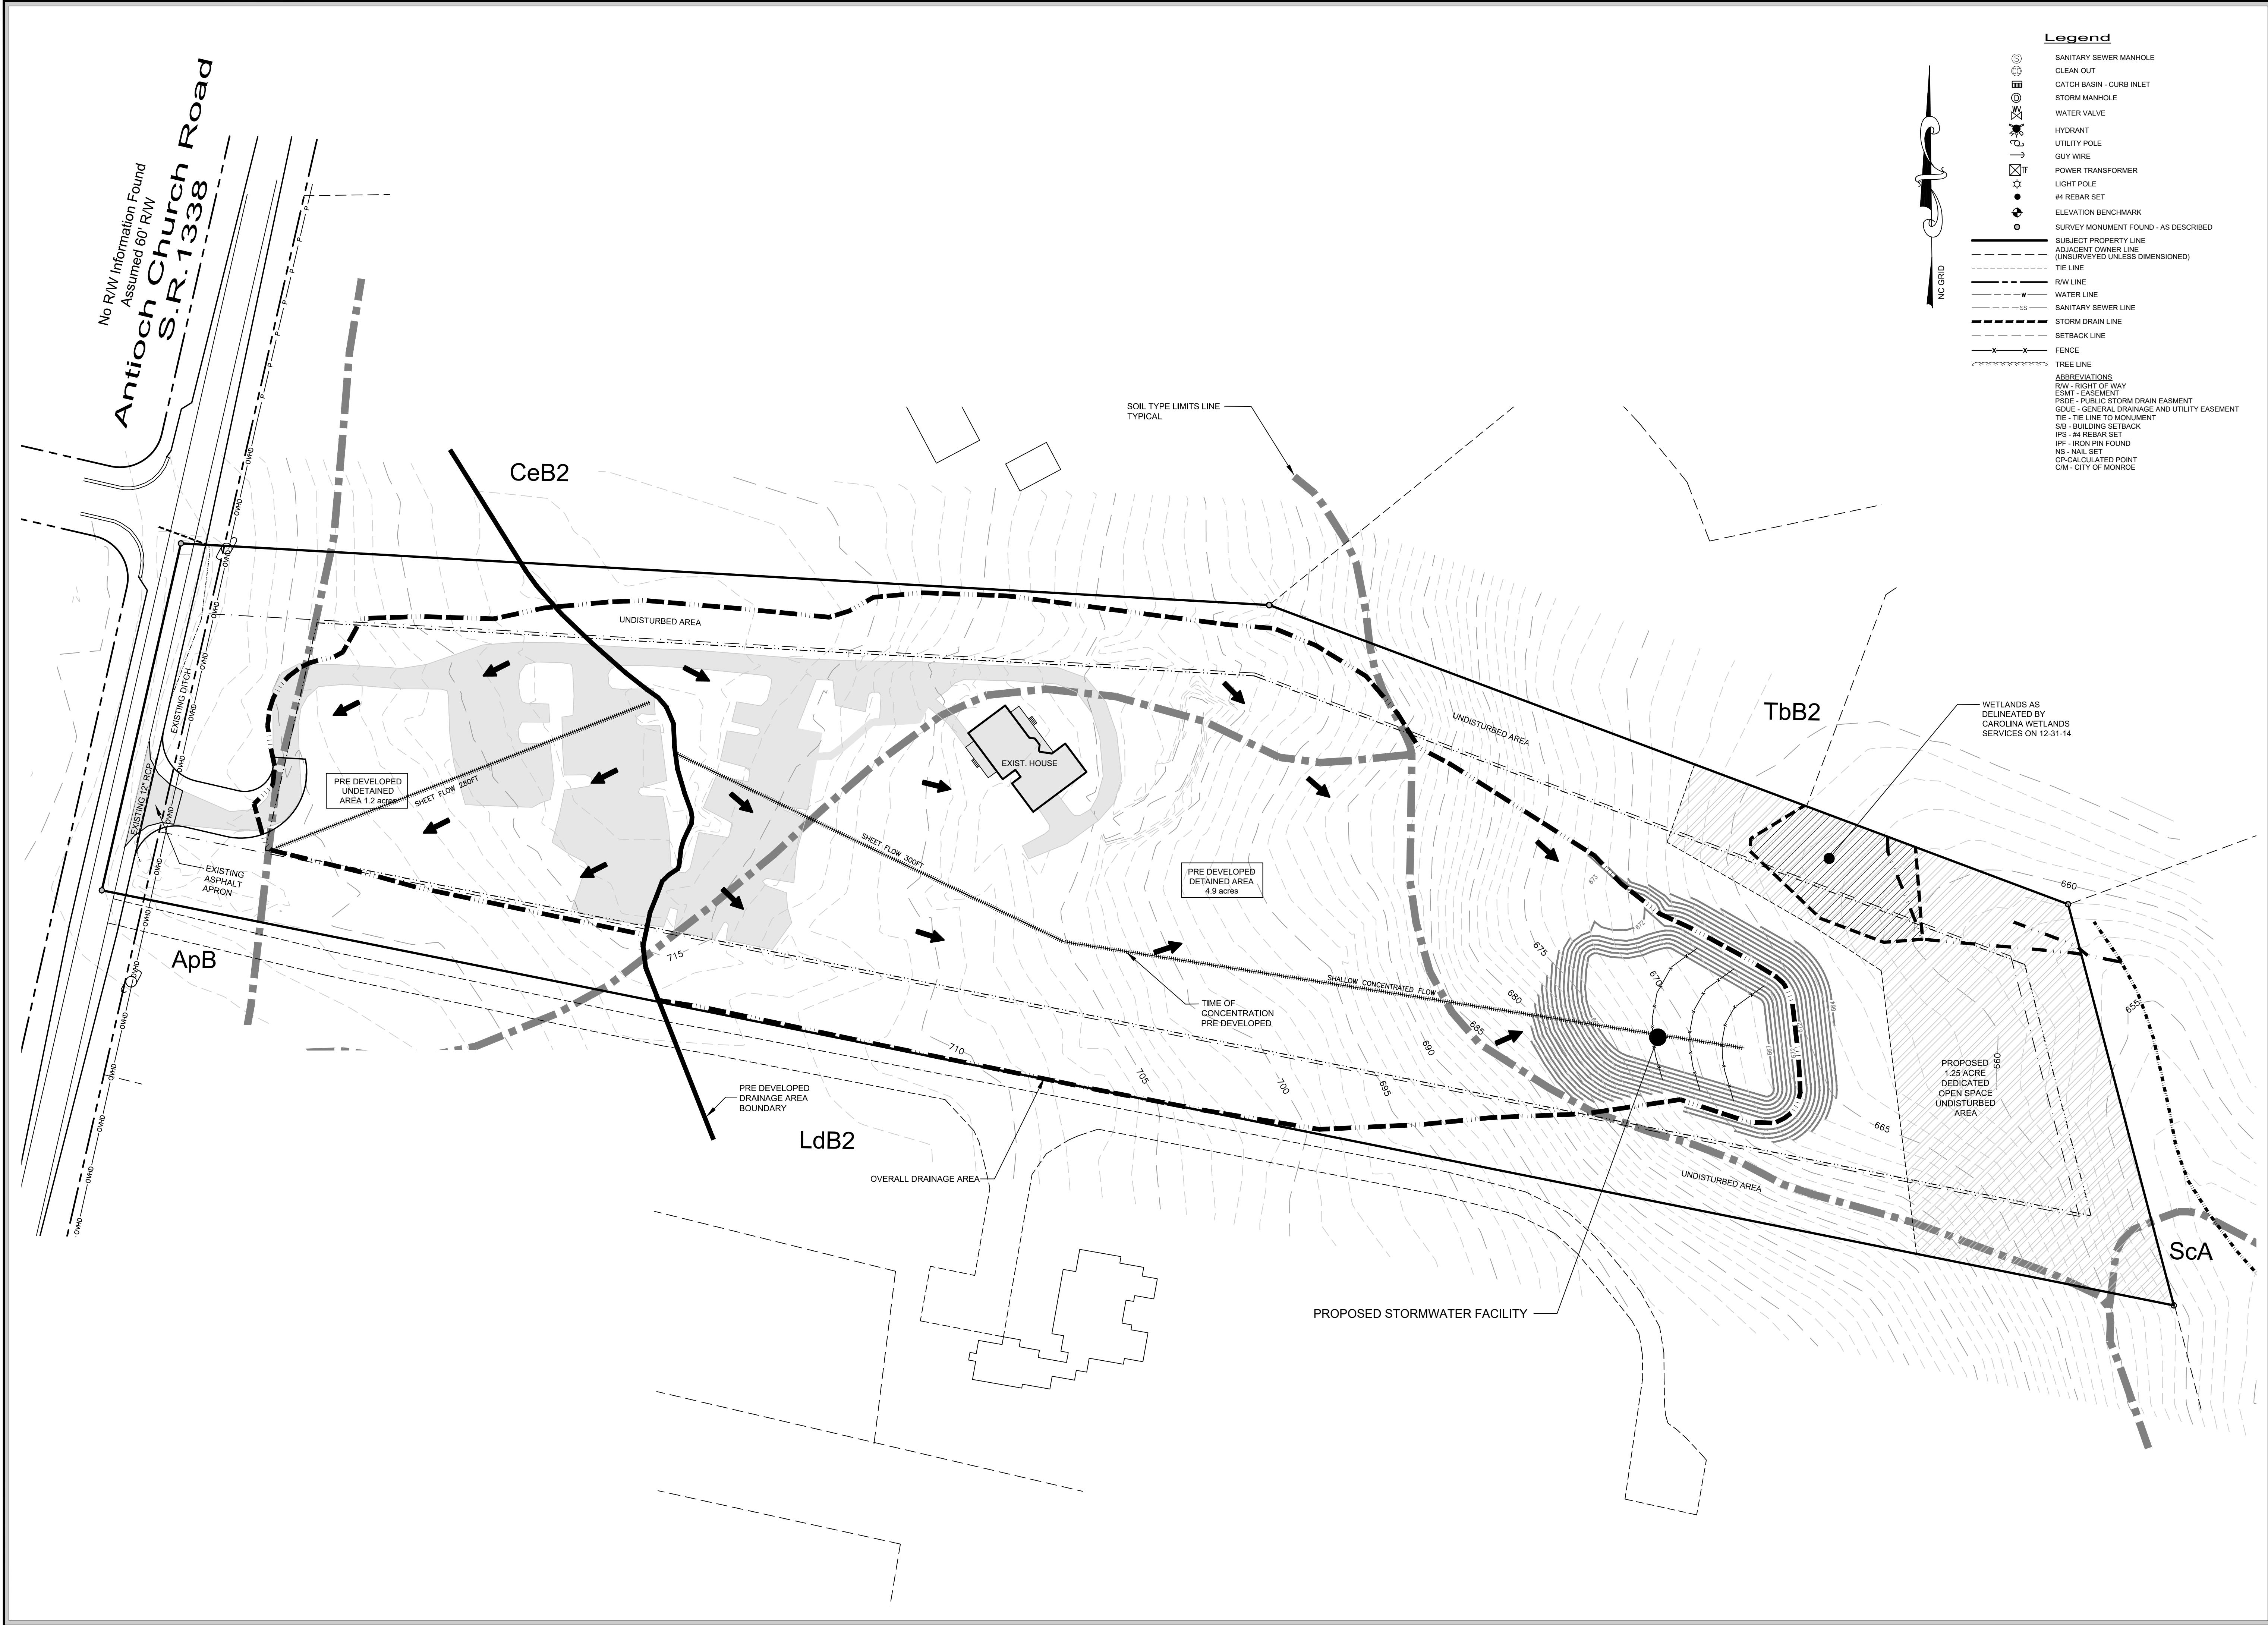 Legend
SANITARY SEWER MANHOLE
CLEAN OUT
CATCH BASIN - CURB INLET
STORM MANHOLE
WATER VALVE
HYDRANT
UTILITY POLE
GUY WIRE
TF POWER TRANSFORMER
LIGHT POLE
#4 REBAR SET
ELEVATION BENCHMARK
SURVEY MONUMENT FOUND - AS DESCRIBED
SUBJECT PROPERTY LINE
ADJACENT OWNER LINE
(UNSURVEYED UNLESS DIMENSIONED)
TIE LINE
R/W LINE
W WATER LINE
SS SANITARY SEWER LINE
STORM DRAIN LINE
SETBACK LINE
X X FENCE
TREE LINE
ABBREVIATIONS
R/W - RIGHT OF WAY
ESMT - EASEMENT
PSDE - PUBLIC STORM DRAIN EASMENT
GDUE - GENERAL DRAINAGE AND UTILITY EASEMENT
TIE - TIE LINE TO MONUMENT
S/B - BUILDING SETBACK
IPS - #4 REBAR SET
IPF - IRON PIN FOUND
NS - NAIL SET
CP-CALCULATED POINT
C/M - CITY OF MONROE
NC GRID
No R/W Information Found
Assumed 60' R/W
Antioch Church Road
S.R. 1338
SOIL TYPE LIMITS LINE
TYPICAL
CeB2
UNDISTURBED AREA
EXISTING DITCH
EXISTING 12" RCP
EXISTING
ASPHALT
APRON
PRE DEVELOPED
UNDETAINED
AREA 1.2 acres
SHEET FLOW 280FT
EXIST. HOUSE
SHEET FLOW 300FT
PRE DEVELOPED
DETAINED AREA
4.9 acres
UNDISTURBED AREA
TbB2
WETLANDS AS
DELINEATED BY
CAROLINA WETLANDS
SERVICES ON 12-31-14
ApB
TIME OF
CONCENTRATION
PRE DEVELOPED
SHALLOW CONCENTRATED FLOW
715
710
705
700
695
690
685
680
675
673
672
670
665
660
660
655
PROPOSED
1.25 ACRE
DEDICATED
OPEN SPACE
UNDISTURBED
AREA
PRE DEVELOPED
DRAINAGE AREA
BOUNDARY
LdB2
OVERALL DRAINAGE AREA
UNDISTURBED AREA
ScA
PROPOSED STORMWATER FACILITY